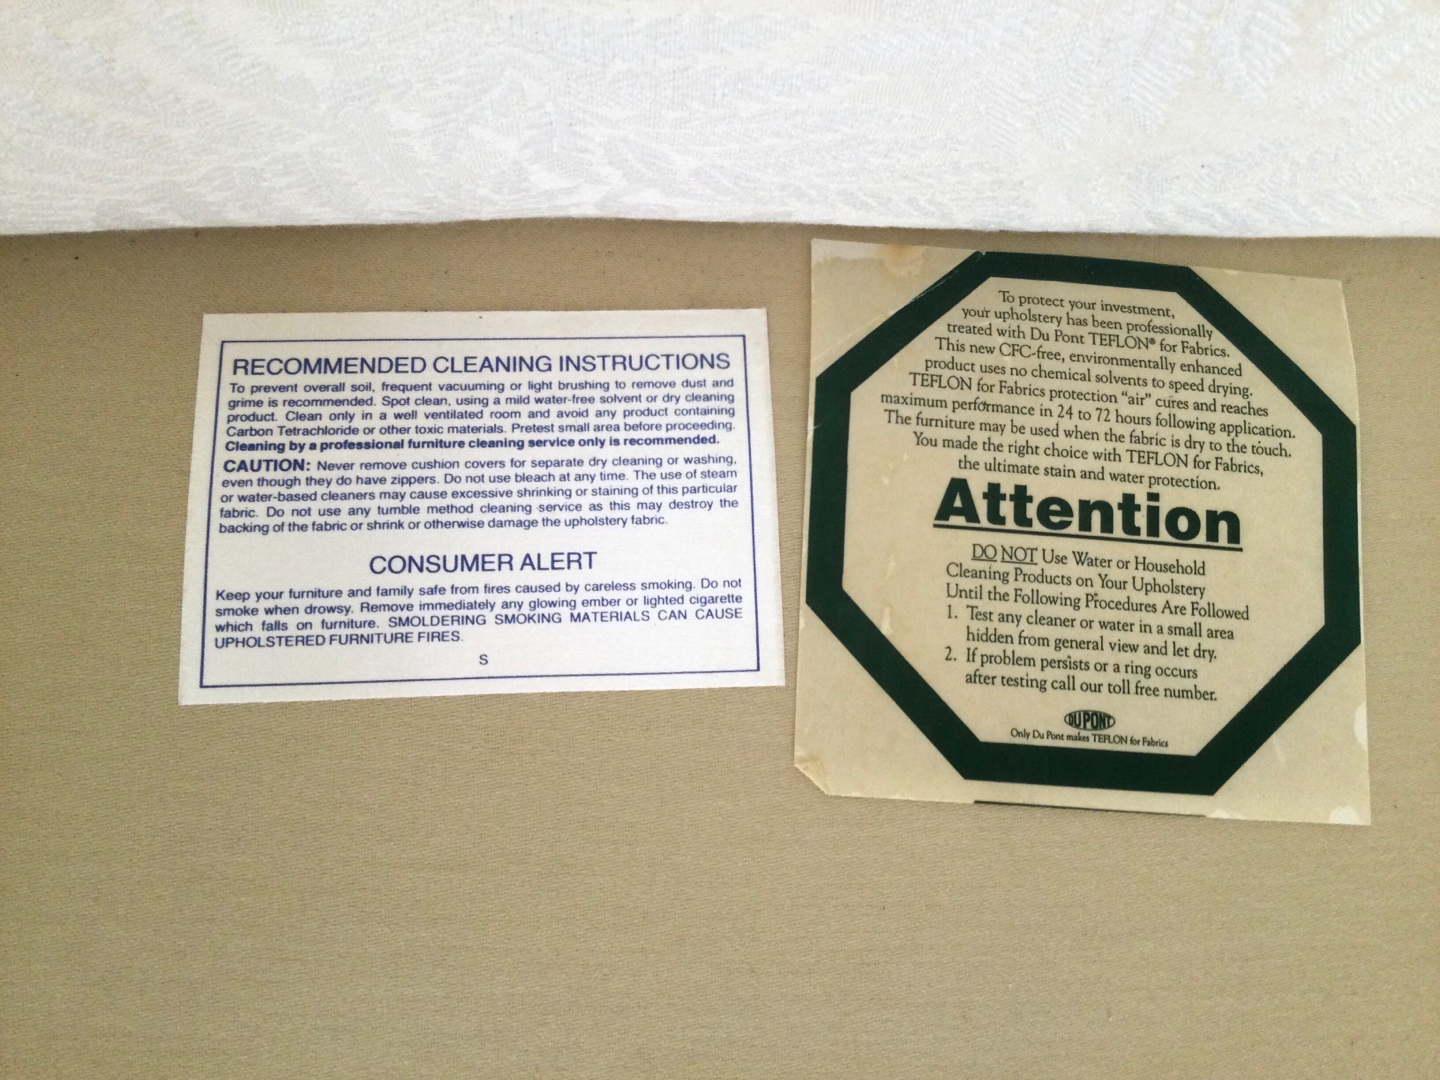 RECOMMENDED CLEANING INSTRUCTIONS
To prevent overall soil, frequent vacuuming or light brushing to remove dust and
grime is recommended. Spot clean, using a mild water-free solvent or dry cleaning
product. Clean only in a well ventilated room and avoid any product containing
Carbon Tetrachloride or other toxic materials. Pretest small area before proceeding.
Cleaning by a professional furniture cleaning service only is recommended.
CAUTION: Never remove cushion covers for separate dry cleaning or washing,
even though they do have zippers. Do not use bleach at any time. The use of steam
or water-based cleaners may cause excessive shrinking or staining of this particular
fabric. Do not use any tumble method cleaning service as this may destroy the
backing of the fabric or shrink or otherwise damage the upholstery fabric.
CONSUMER ALERT
Keep your furniture and family safe from fires caused by careless smoking. Do not
smoke when drowsy. Remove immediately any glowing ember or lighted cigarette
which falls on furniture. SMOLDERING SMOKING MATERIALS CAN CAUSE
UPHOLSTERED FURNITURE FIRES.
S
To protect your investment,
your upholstery has been professionally
treated with Du Pont TEFLON® for Fabrics.
This new CFC-free, environmentally enhanced
product uses no chemical solvents to speed drying.
TEFLON for Fabrics protection "air" cures and reaches
maximum performance in 24 to 72 hours following application.
The furniture may be used when the fabric is dry to the touch.
You made the right choice with TEFLON for Fabrics,
the ultimate stain and water protection.
Attention
DO NOT Use Water or Household
Cleaning Products on Your Upholstery
Until the Following Procedures Are Followed
1. Test any cleaner or water in a small area
hidden from general view and let dry.
2. If problem persists or a ring occurs
after testing call our toll free number.
DU PONT
Only Du Pont makes TEFLON for Fabrics